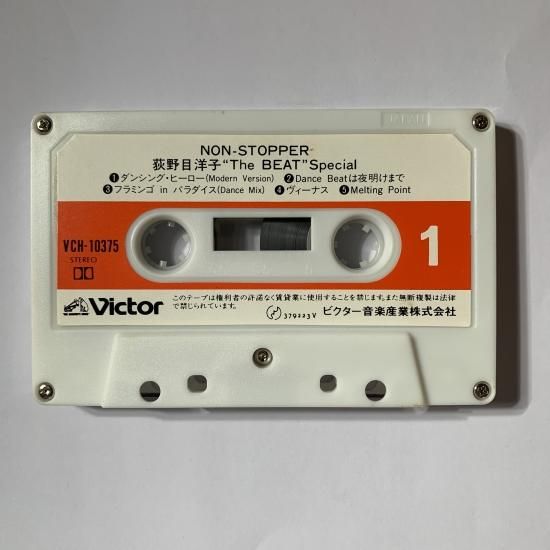 JAPAN
NON-STOPPER
荻野目洋子“The BEAT”Special
❶ダンシング・ヒーロー(Modern Version) ❷Dance Beatは夜明けまで
❸フラミンゴ in パラダイス(Dance Mix) ❹ヴィーナス ❺Melting Point
VCH-10375
STEREO
1
Victor
このテープは権利者の許諾なく賃貸業に使用することを禁じます。また無断複製は法律
で禁じられています。
379223V ビクター音楽産業株式会社